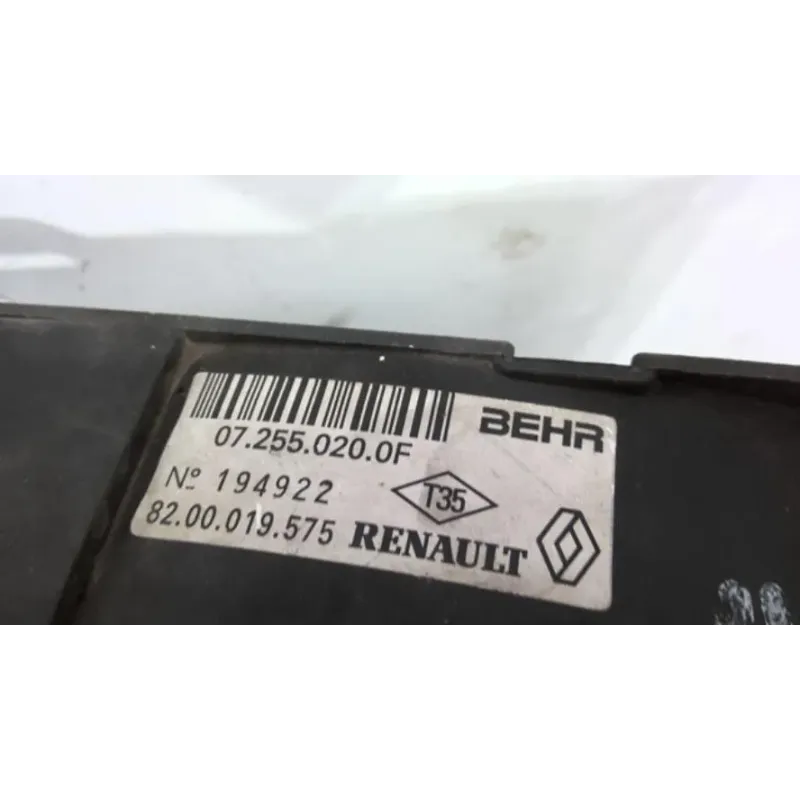 BEHR
07.255.020.0F
Nº 194922 T35
82.00.019.575 RENAULT